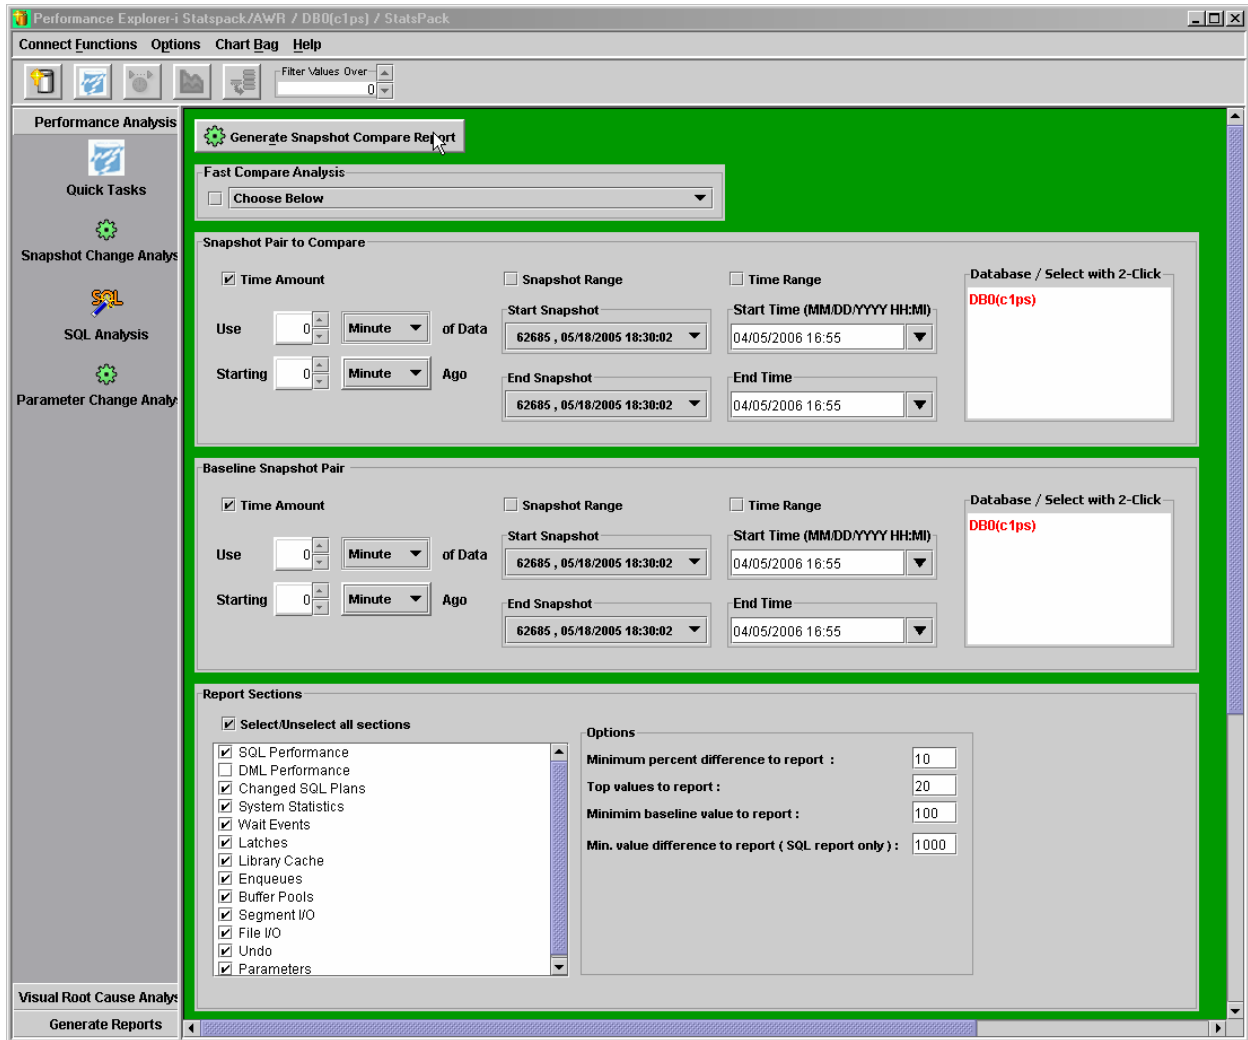 Performance Explorer-i Statspack/AWR / DB0(c1ps) / StatsPack
Connect Functions Options Chart Bag Help
Filter Values Over
0
Performance Analysis
Quick Tasks
Snapshot Change Analys
SQL
SQL Analysis
Parameter Change Analy
Visual Root Cause Analys
Generate Reports
Generate Snapshot Compare Report
Fast Compare Analysis
Choose Below
Snapshot Pair to Compare
Time Amount
Use 0 Minute of Data
Starting 0 Minute Ago
Snapshot Range
Start Snapshot
62685 , 05/18/2005 18:30:02
End Snapshot
62685 , 05/18/2005 18:30:02
Time Range
Start Time (MM/DD/YYYY HH:MI)
04/05/2006 16:55
End Time
04/05/2006 16:55
Database / Select with 2-Click
DB0(c1ps)
Baseline Snapshot Pair
Time Amount
Use 0 Minute of Data
Starting 0 Minute Ago
Snapshot Range
Start Snapshot
62685 , 05/18/2005 18:30:02
End Snapshot
62685 , 05/18/2005 18:30:02
Time Range
Start Time (MM/DD/YYYY HH:MI)
04/05/2006 16:55
End Time
04/05/2006 16:55
Database / Select with 2-Click
DB0(c1ps)
Report Sections
Select/Unselect all sections
SQL Performance
DML Performance
Changed SQL Plans
System Statistics
Wait Events
Latches
Library Cache
Enqueues
Buffer Pools
Segment I/O
File I/O
Undo
Parameters
Options
Minimum percent difference to report : 10
Top values to report : 20
Minimim baseline value to report : 100
Min. value difference to report ( SQL report only ) : 1000